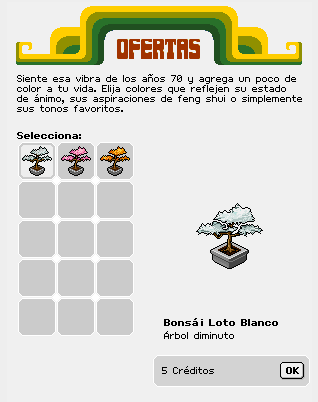 OFERTAS
Siente esa vibra de los años 70 y agrega un poco de
color a tu vida. Elija colores que reflejen su estado
de ánimo, sus aspiraciones de feng shui o simplemente
sus tonos favoritos.
Selecciona:
Bonsái Loto Blanco
Árbol diminuto
5 Créditos
OK